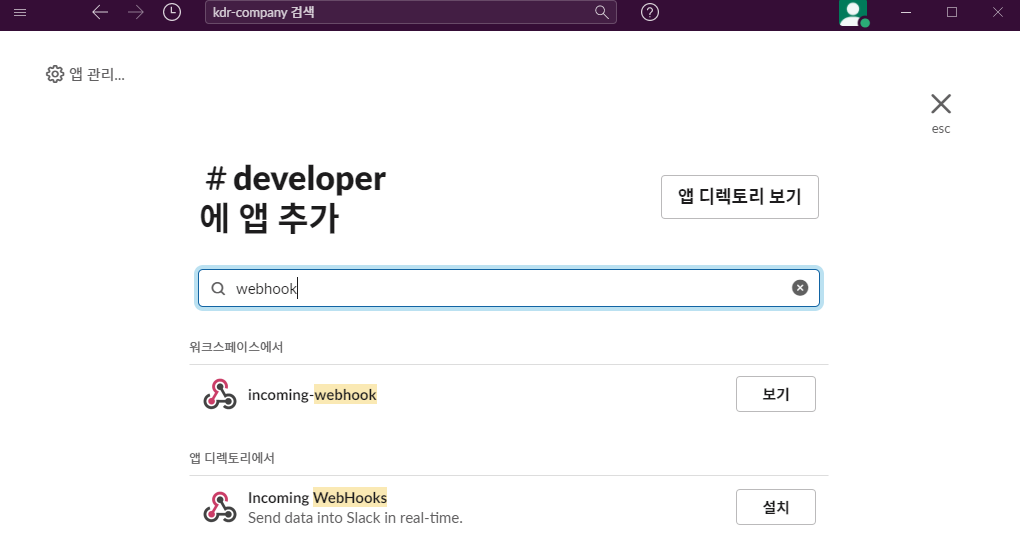 kdr-company 검색
앱 관리...
esc
# developer
에 앱 추가
앱 디렉토리 보기
webhook
워크스페이스에서
incoming-webhook
보기
앱 디렉토리에서
Incoming WebHooks
Send data into Slack in real-time.
설치